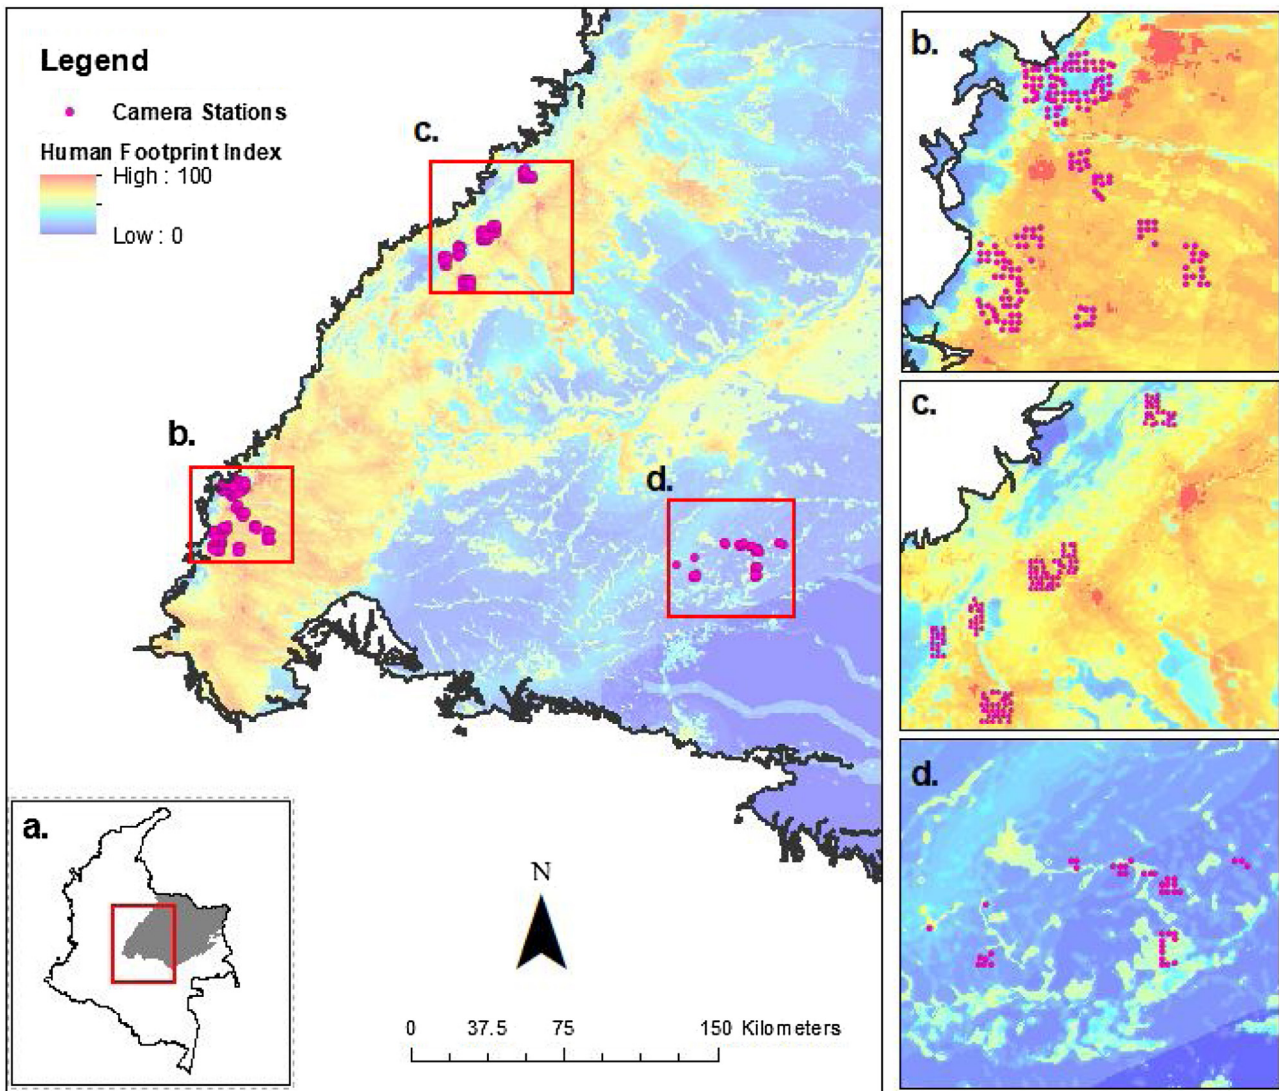 Legend
Camera Stations
Human Footprint Index
High : 100
Low : 0
c.
b.
d.
a.
N
0 37.5 75 150 Kilometers
b.
c.
d.